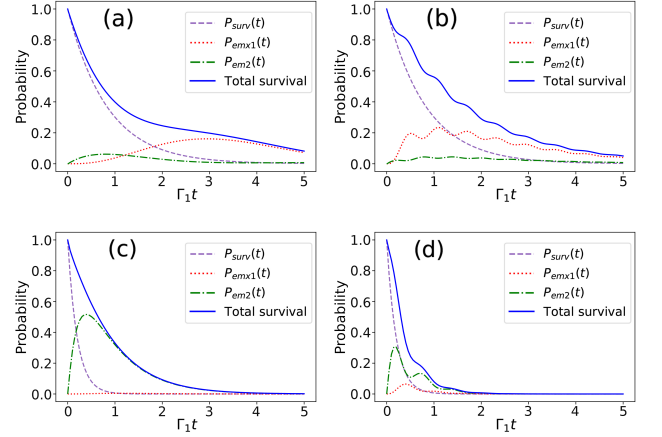 (a)
P_surv(t)
P_emx1(t)
P_em2(t)
Total survival
Probability
1.0
0.8
0.6
0.4
0.2
0.0
0 1 2 3 4 5
Γ₁t
(b)
P_surv(t)
P_emx1(t)
P_em2(t)
Total survival
Probability
1.0
0.8
0.6
0.4
0.2
0.0
0 1 2 3 4 5
Γ₁t
(c)
P_surv(t)
P_emx1(t)
P_em2(t)
Total survival
Probability
1.0
0.8
0.6
0.4
0.2
0.0
0 1 2 3 4 5
Γ₁t
(d)
P_surv(t)
P_emx1(t)
P_em2(t)
Total survival
Probability
1.0
0.8
0.6
0.4
0.2
0.0
0 1 2 3 4 5
Γ₁t